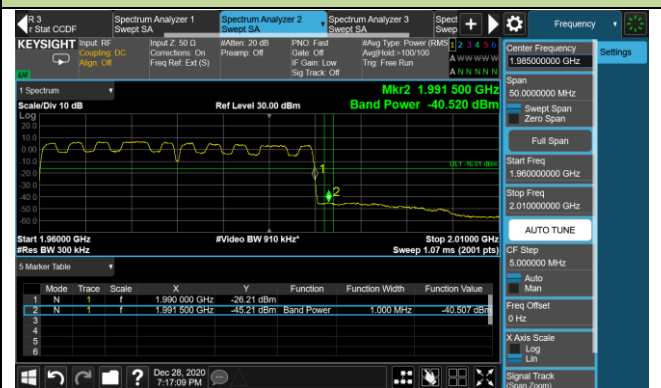 R 3
r Stat CCDF
Spectrum Analyzer 1
Swept SA
Spectrum Analyzer 2
Swept SA
Spectrum Analyzer 3
Swept SA
Spect
Swep
Frequency
KEYSIGHT
Input: RF
Coupling: DC
Align: Off
Input Z: 50 Ω
Corrections: On
Freq Ref: Ext (S)
#Atten: 20 dB
Preamp: Off
PNO: Fast
Gate: Off
IF Gain: Low
Sig Track: Off
#Avg Type: Power (RMS
Avg|Hold:>100/100
Trig: Free Run
1 2 3 4 5 6
A W W W W W
A N N N N N
LXI
1 Spectrum
Scale/Div 10 dB
Ref Level 30.00 dBm
Mkr2 1.991 500 GHz
Band Power -40.520 dBm
Log
20.0
10.0
0.00
-10.0
-20.0
-30.0
-40.0
-50.0
-60.0
DL1 -16.01 dBm
1
2
Start 1.96000 GHz
#Res BW 300 kHz
#Video BW 910 kHz*
Stop 2.01000 GHz
Sweep 1.07 ms (2001 pts)
5 Marker Table
Mode Trace Scale X Y Function Function Width Function Value
1 N 1 f 1.990 000 GHz -26.21 dBm
2 N 1 f 1.991 500 GHz -45.21 dBm Band Power 1.000 MHz -40.507 dBm
3
4
5
6
Center Frequency
1.985000000 GHz
Settings
Span
50.0000000 MHz
Swept Span
Zero Span
Full Span
Start Freq
1.960000000 GHz
Stop Freq
2.010000000 GHz
AUTO TUNE
CF Step
5.000000 MHz
Auto
Man
Freq Offset
0 Hz
X Axis Scale
Log
Lin
Signal Track
(Span Zoom)
?
Dec 28, 2020
7:17:09 PM